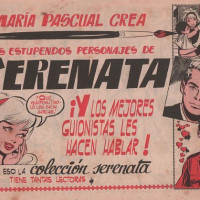 MARÍA PASCUAL CREA
S ESTUPENDOS PERSONAJES DE
SERENATA
¡Y LOS MEJORES
GUIONISTAS LES
HACEN HABLAR!
ESO LA colección serenata
TIENE TANTAS LECTORAS